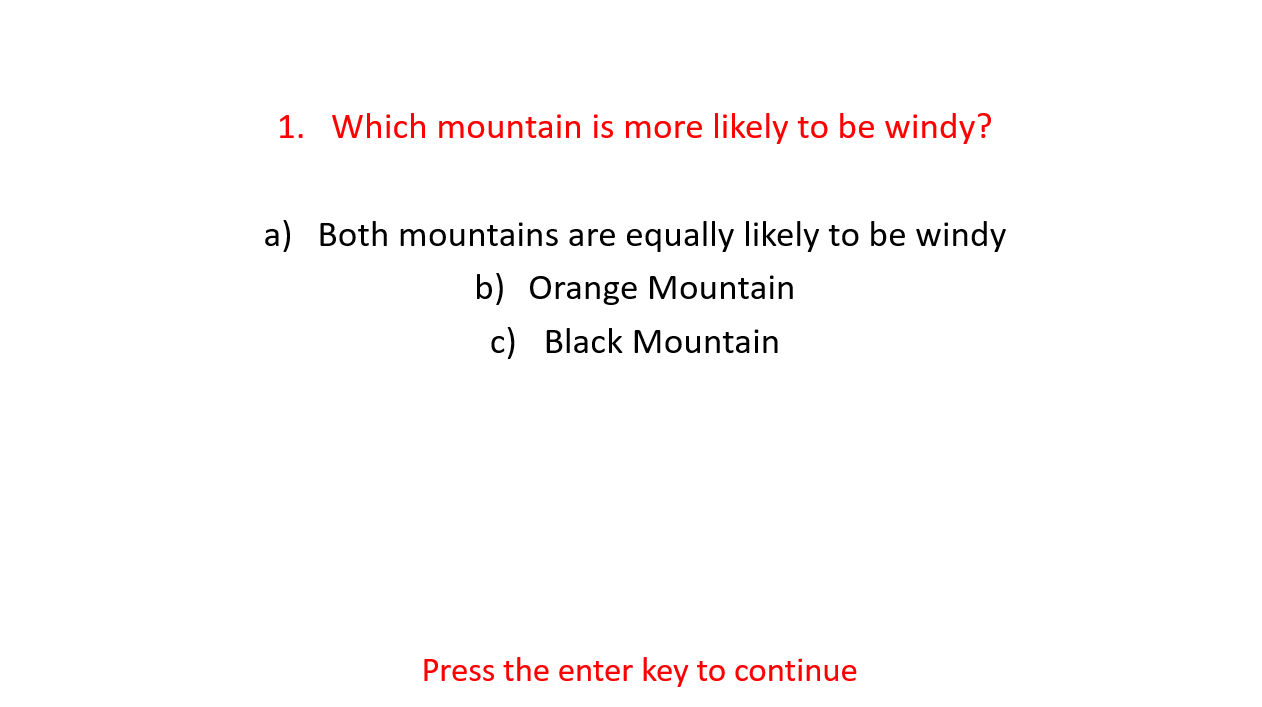 1. Which mountain is more likely to be windy?
a) Both mountains are equally likely to be windy
b) Orange Mountain
c) Black Mountain
Press the enter key to continue